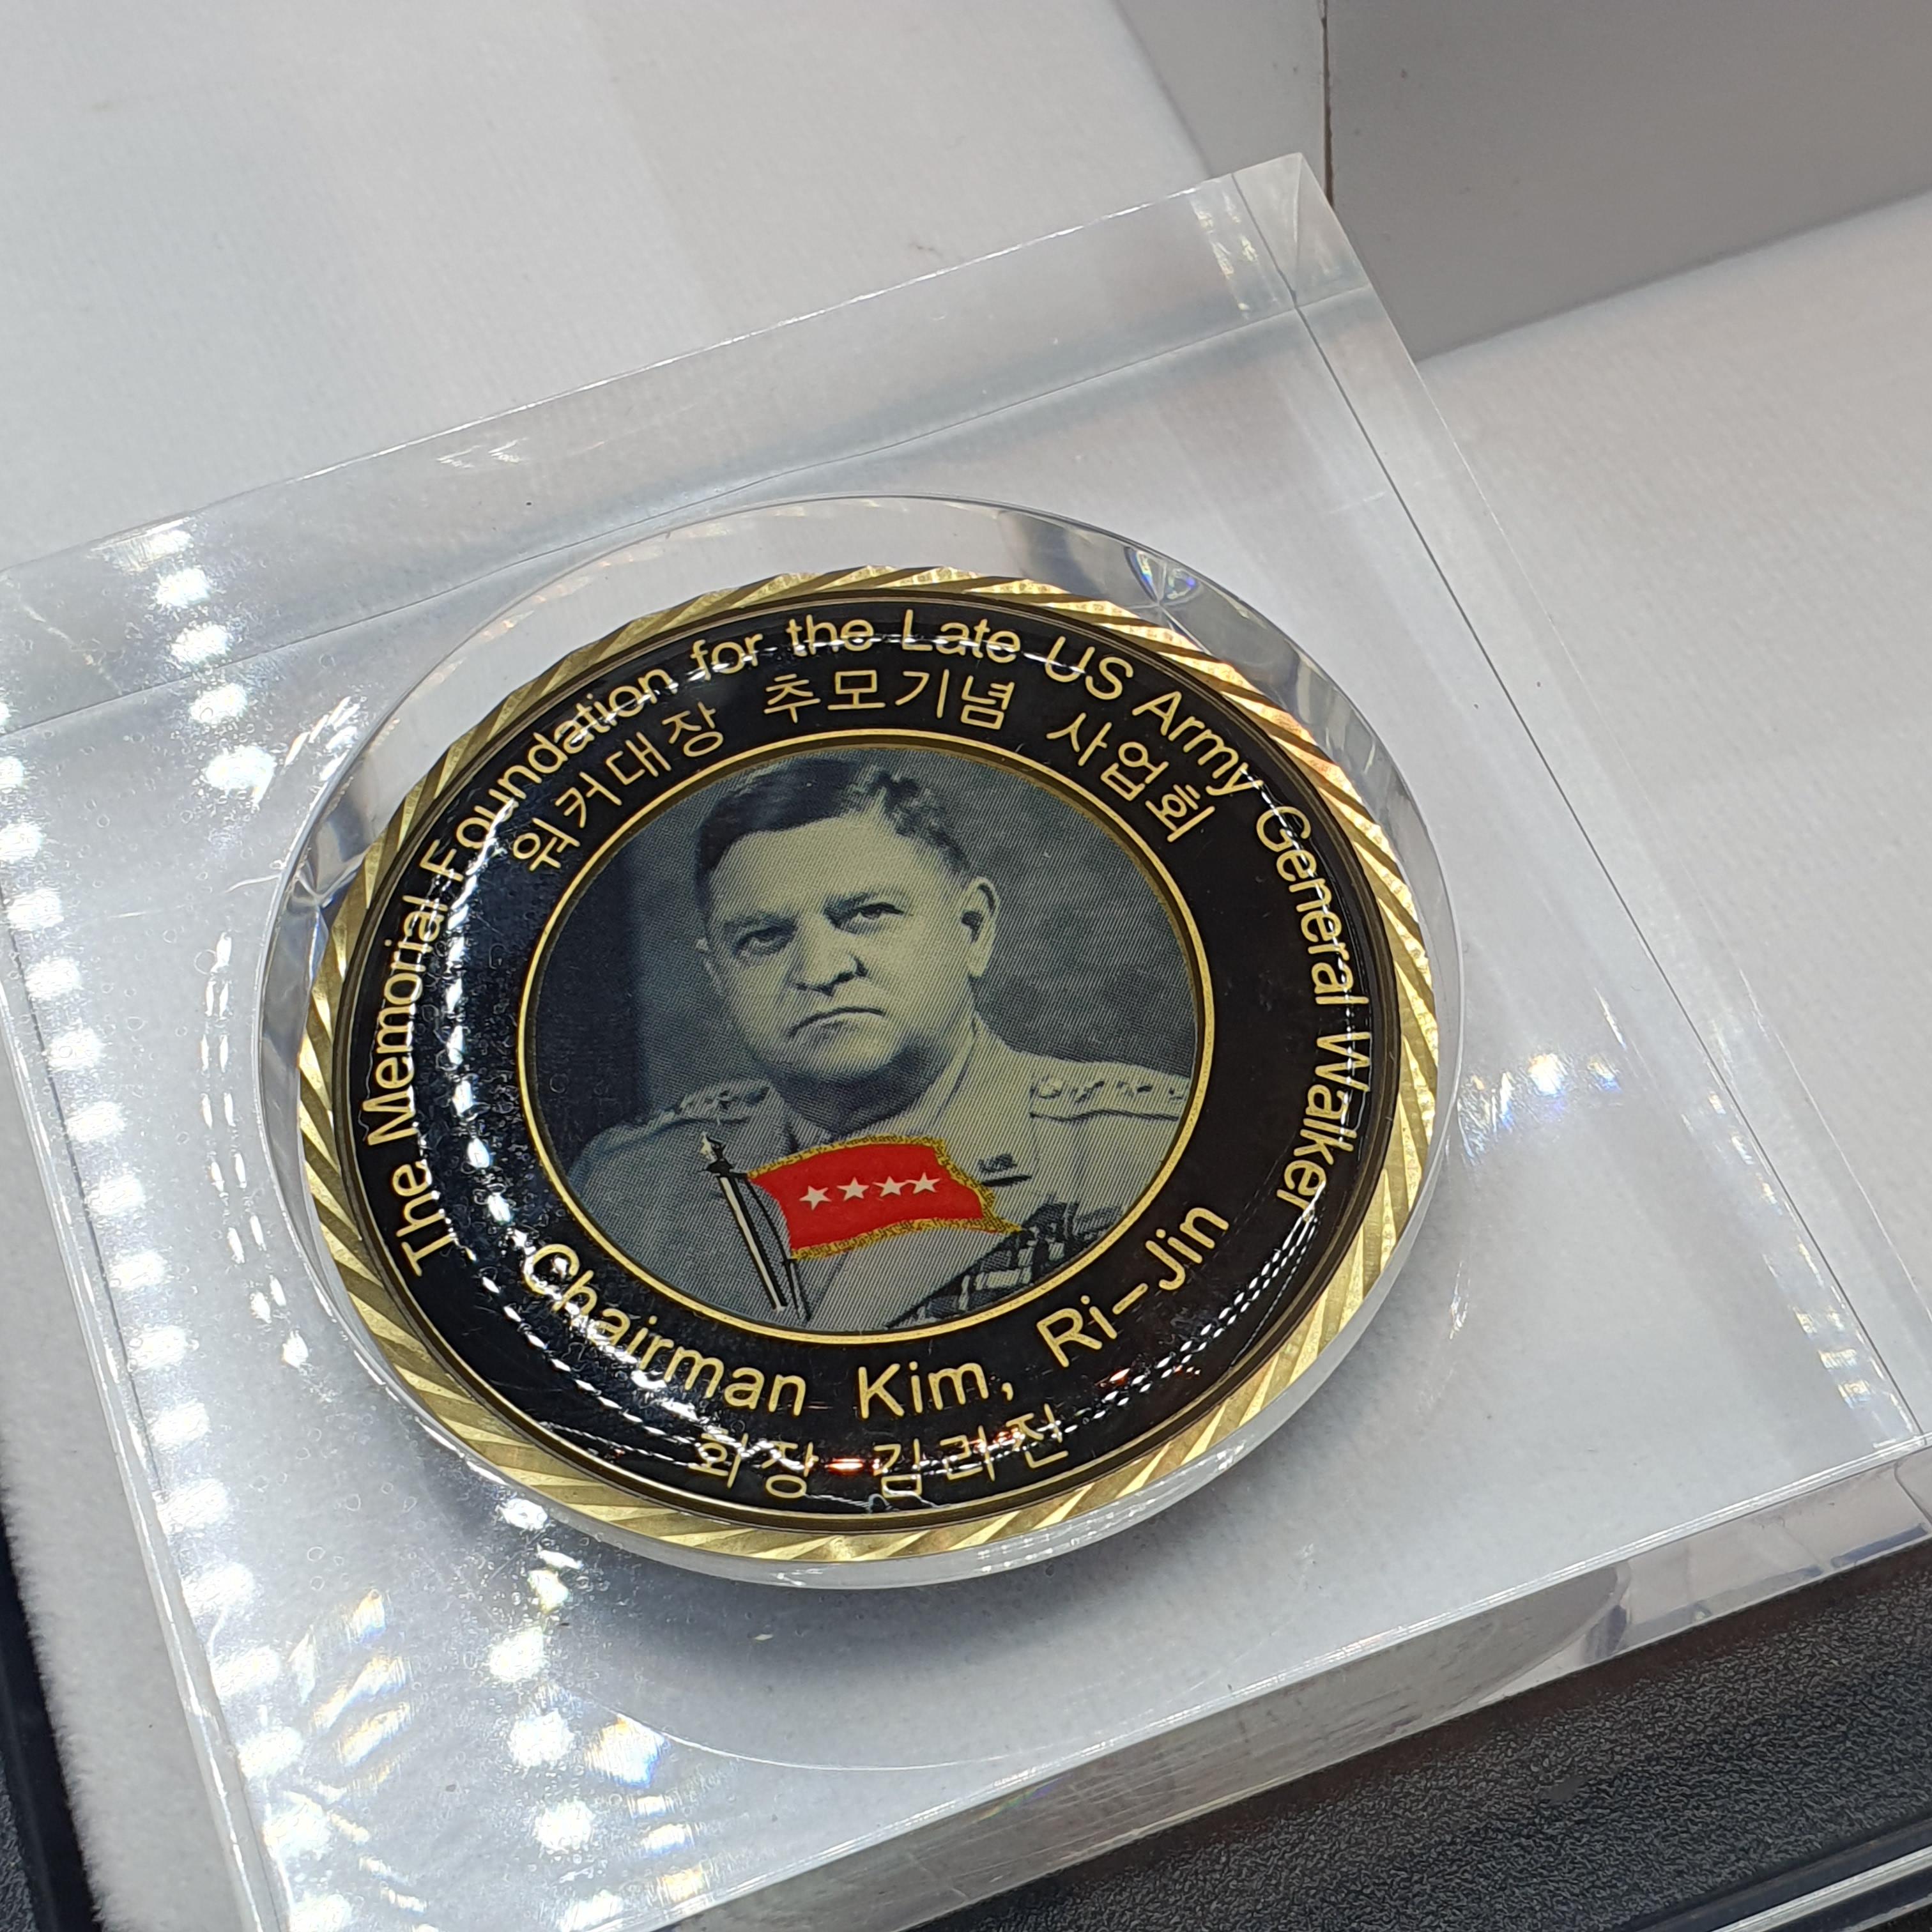 The Memorial Foundation for the Late US Army General Walker
워커대장 추모기념 사업회
Chairman Kim, Ri-Jin
회장 김리진